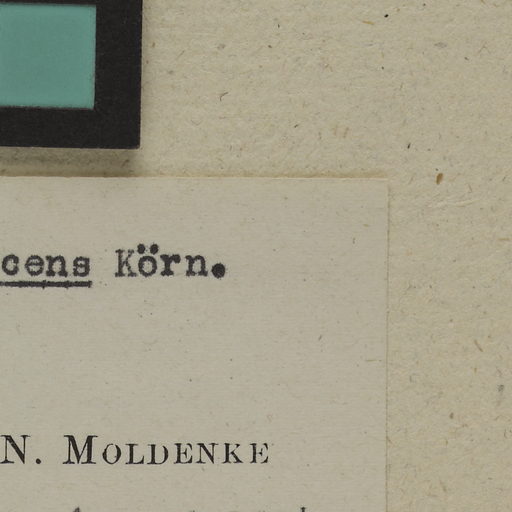 cens Körn.
N. MOLDENKE